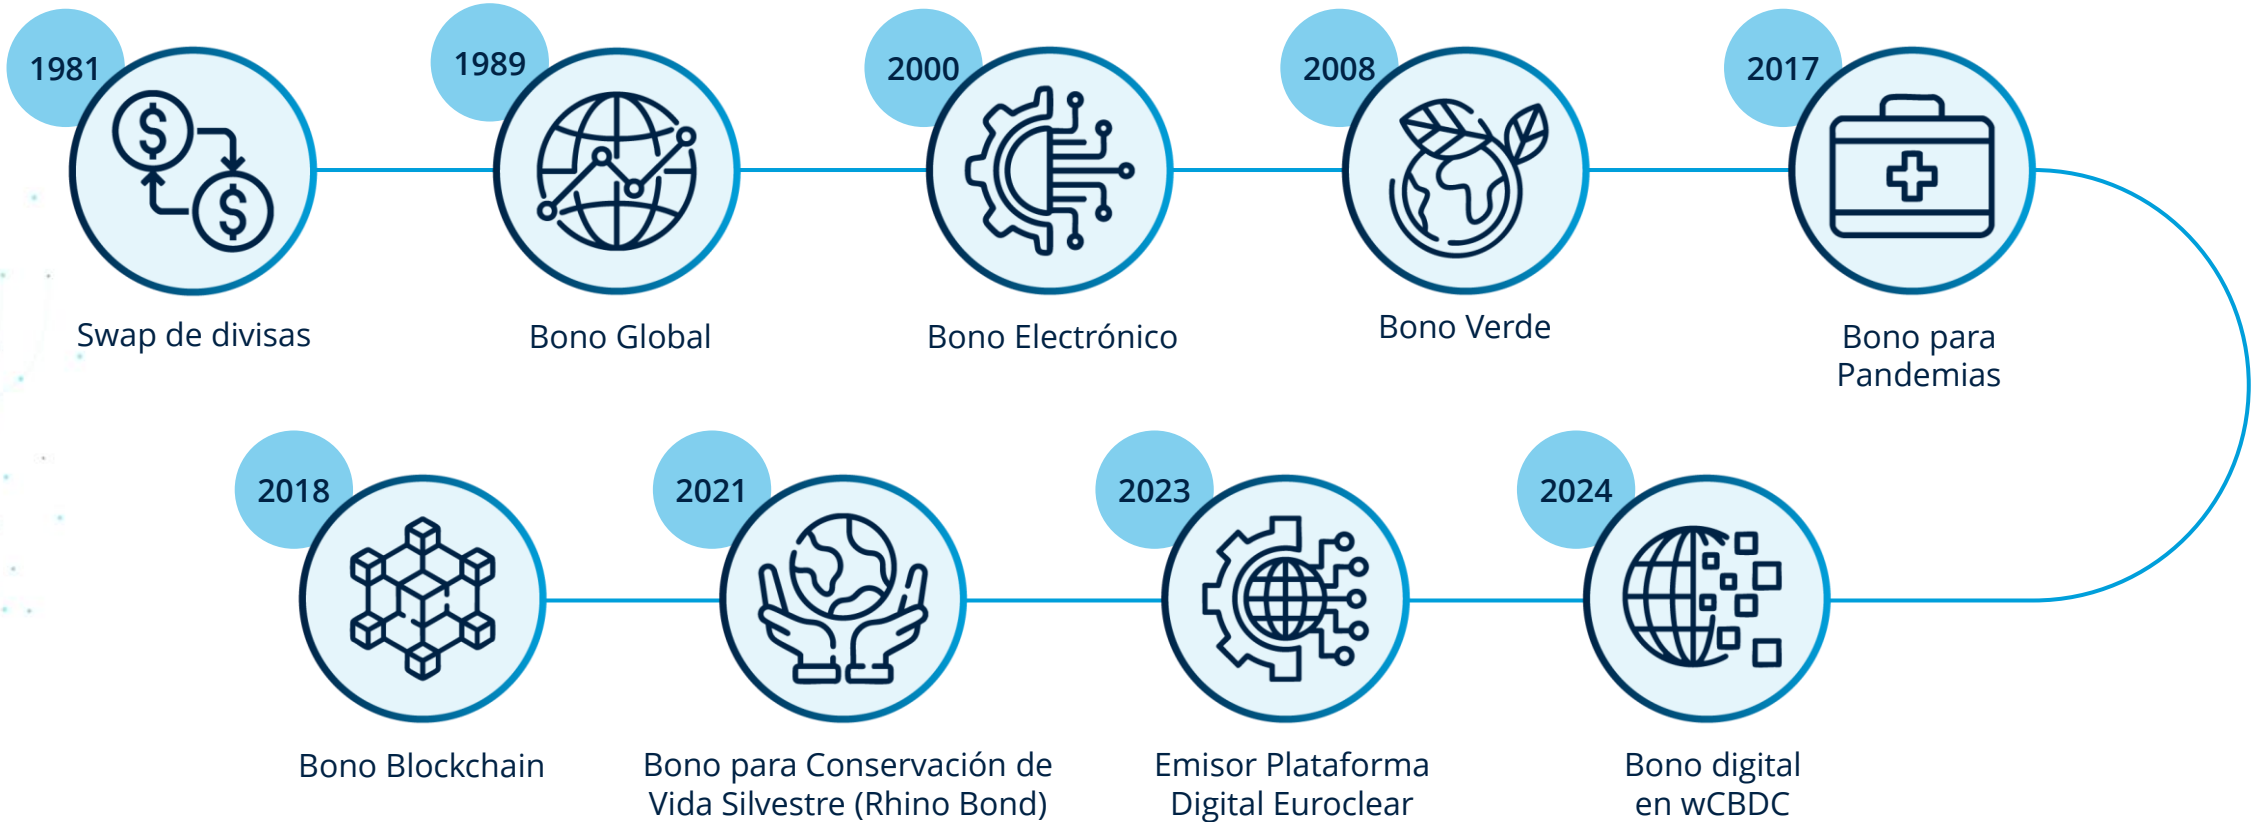 1981
Swap de divisas
1989
Bono Global
2000
Bono Electrónico
2008
Bono Verde
2017
Bono para
Pandemias
2018
Bono Blockchain
2021
Bono para Conservación de
Vida Silvestre (Rhino Bond)
2023
Emisor Plataforma
Digital Euroclear
2024
Bono digital
en wCBDC